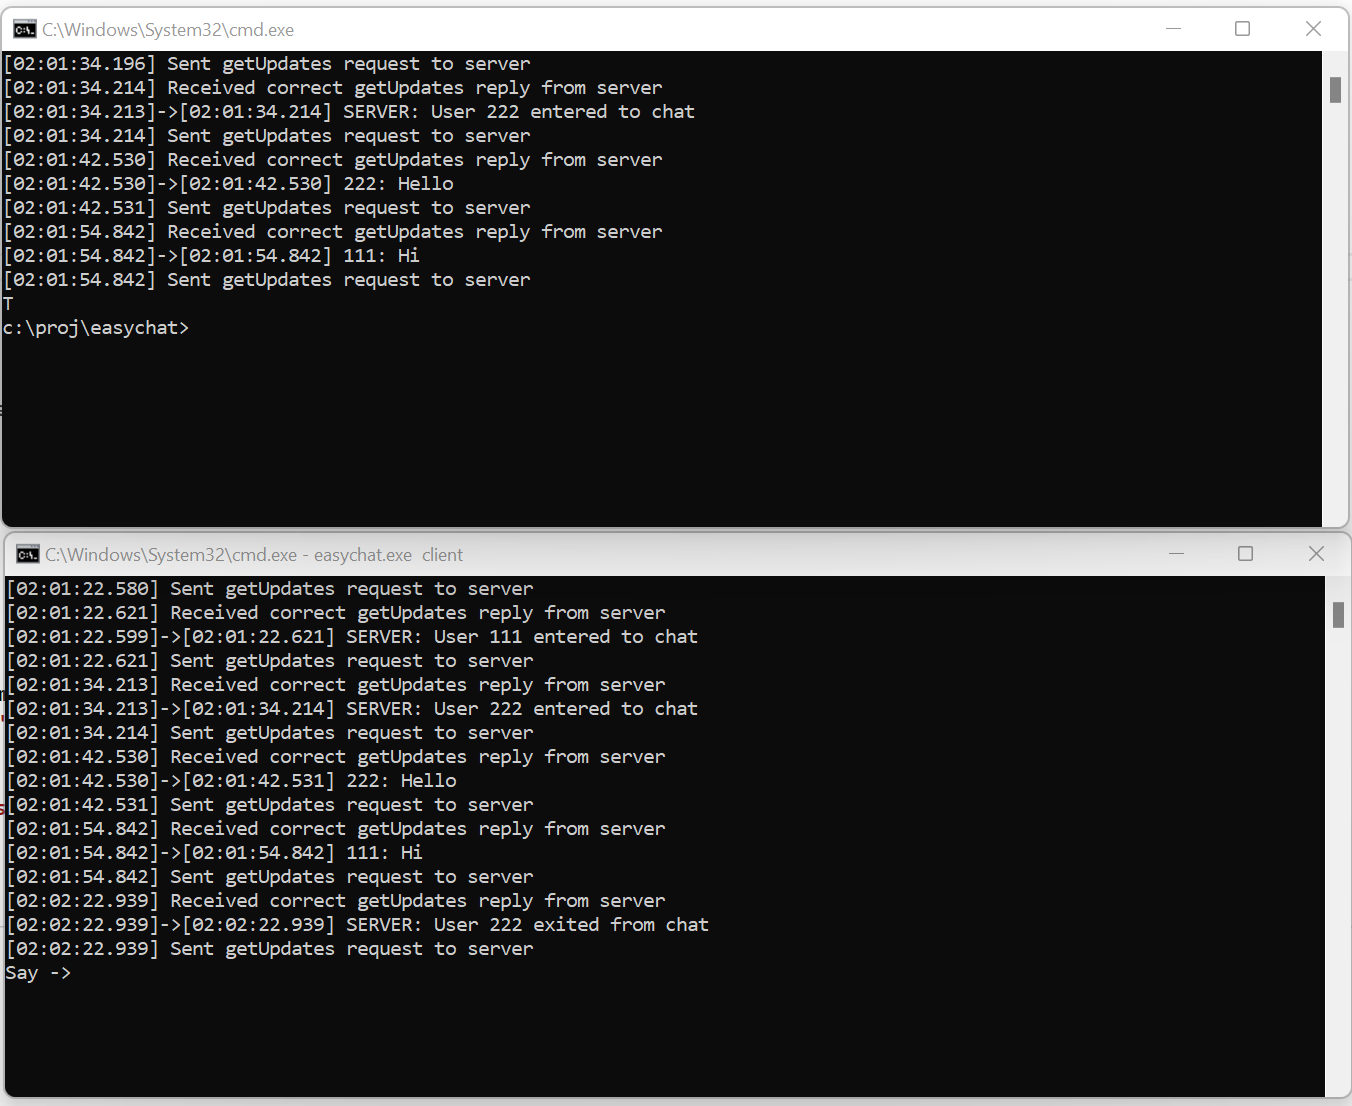 C:\Windows\System32\cmd.exe
[02:01:34.196] Sent getUpdates request to server
[02:01:34.214] Received correct getUpdates reply from server
[02:01:34.213]->[02:01:34.214] SERVER: User 222 entered to chat
[02:01:34.214] Sent getUpdates request to server
[02:01:42.530] Received correct getUpdates reply from server
[02:01:42.530]->[02:01:42.530] 222: Hello
[02:01:42.531] Sent getUpdates request to server
[02:01:54.842] Received correct getUpdates reply from server
[02:01:54.842]->[02:01:54.842] 111: Hi
[02:01:54.842] Sent getUpdates request to server
T
c:\proj\easychat>
C:\Windows\System32\cmd.exe - easychat.exe  client
[02:01:22.580] Sent getUpdates request to server
[02:01:22.621] Received correct getUpdates reply from server
[02:01:22.599]->[02:01:22.621] SERVER: User 111 entered to chat
[02:01:22.621] Sent getUpdates request to server
[02:01:34.213] Received correct getUpdates reply from server
[02:01:34.213]->[02:01:34.214] SERVER: User 222 entered to chat
[02:01:34.214] Sent getUpdates request to server
[02:01:42.530] Received correct getUpdates reply from server
[02:01:42.530]->[02:01:42.531] 222: Hello
[02:01:42.531] Sent getUpdates request to server
[02:01:54.842] Received correct getUpdates reply from server
[02:01:54.842]->[02:01:54.842] 111: Hi
[02:01:54.842] Sent getUpdates request to server
[02:02:22.939] Received correct getUpdates reply from server
[02:02:22.939]->[02:02:22.939] SERVER: User 222 exited from chat
[02:02:22.939] Sent getUpdates request to server
Say ->